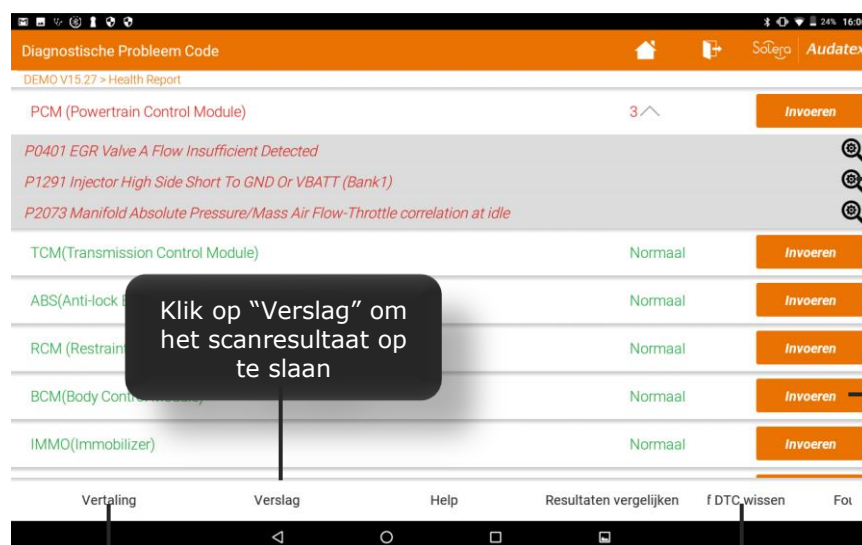 24% 16:0
Diagnostische Probleem Code
Solera Audatex
DEMO V15.27 > Health Report
PCM (Powertrain Control Module) 3 Invoeren
P0401 EGR Valve A Flow Insufficient Detected
P1291 Injector High Side Short To GND Or VBATT (Bank1)
P2073 Manifold Absolute Pressure/Mass Air Flow-Throttle correlation at idle
TCM(Transmission Control Module) Normaal Invoeren
ABS(Anti-lock Normaal Invoeren
RCM (Restrain Normaal Invoeren
BCM(Body Normaal Invoeren
Klik op “Verslag” om
het scanresultaat op
te slaan
IMMO(Immobilizer) Normaal Invoeren
Vertaling Verslag Help Resultaten vergelijken f DTC wissen Fou